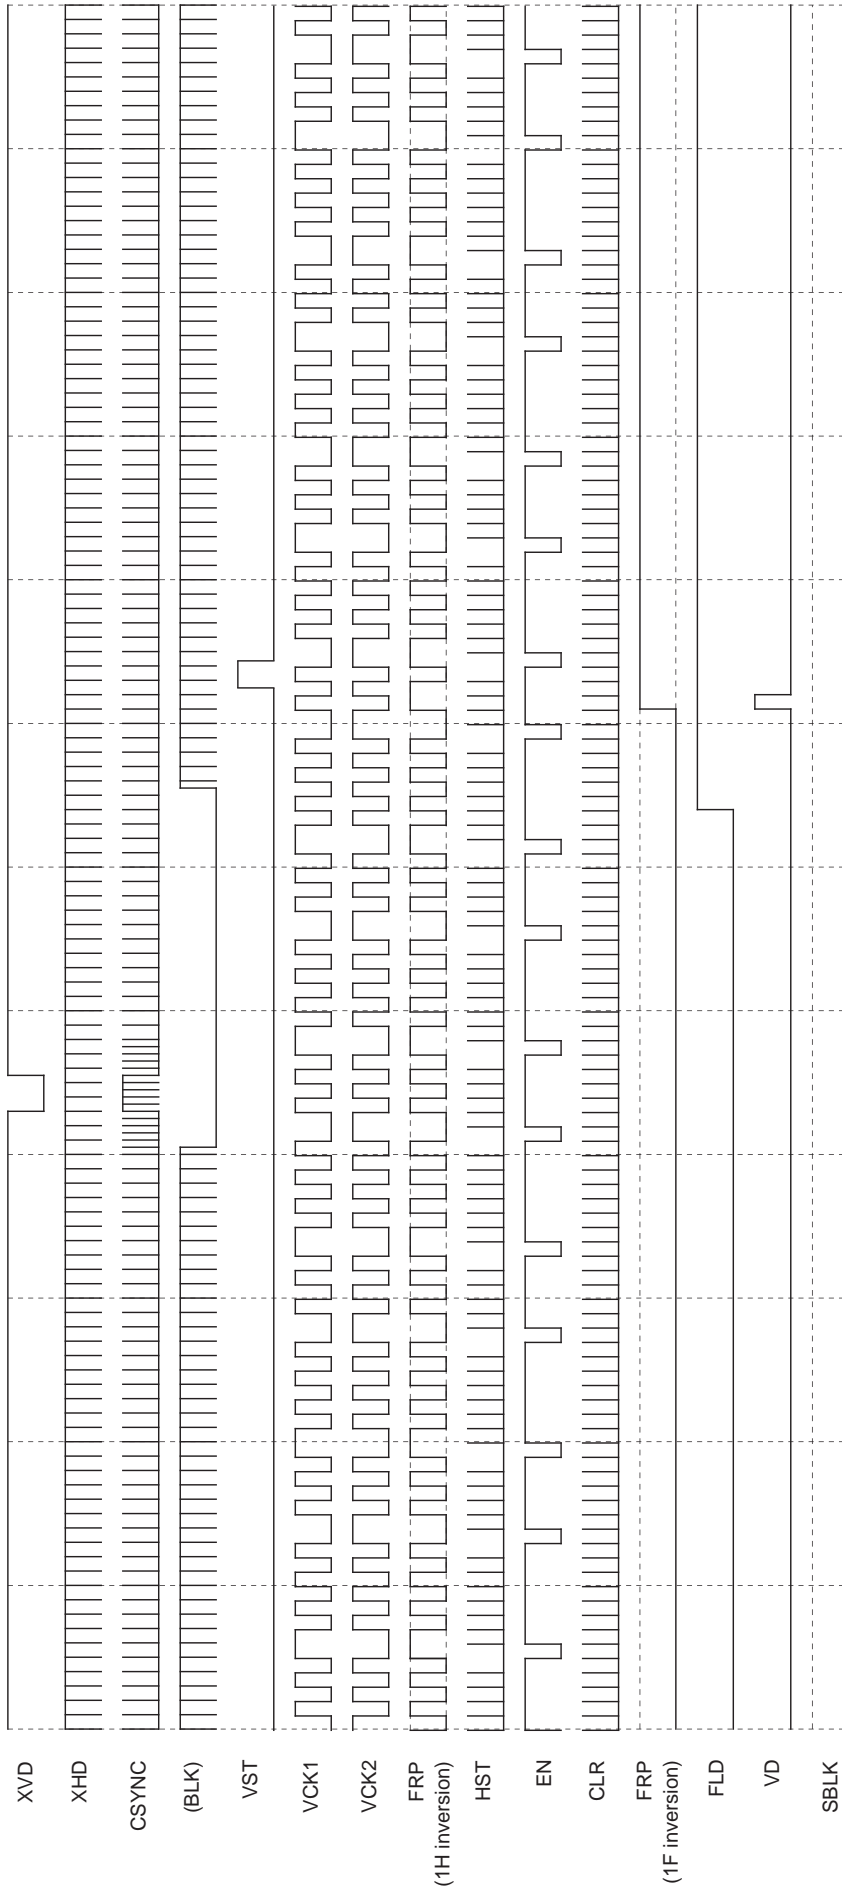 XVD
XHD
CSYNC
(BLK)
VST
VCK1
VCK2
FRP
(1H inversion)
HST
EN
CLR
FRP
(1F inversion)
FLD
VD
SBLK